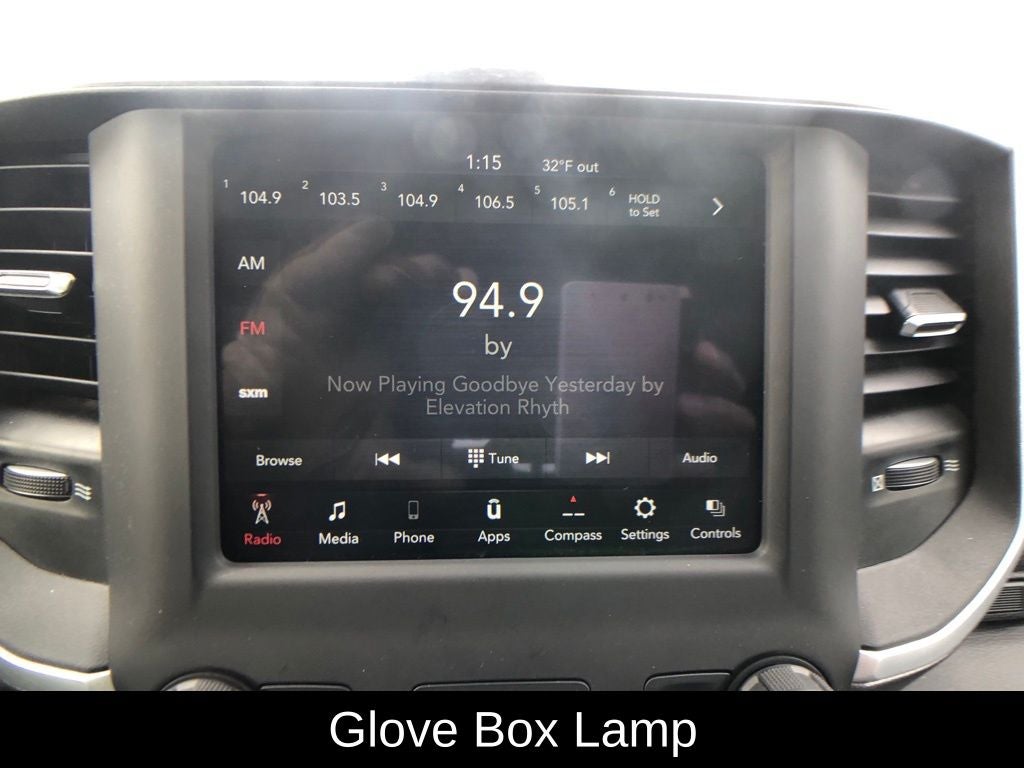 1:15 32°F out
1 104.9 2 103.5 3 104.9 4 106.5 5 105.1 6 HOLD
to Set
AM
94.9
FM
by
Now Playing Goodbye Yesterday by
sxm
Elevation Rhyth
Browse Tune Audio
Radio Media Phone Apps Compass Settings Controls
Glove Box Lamp